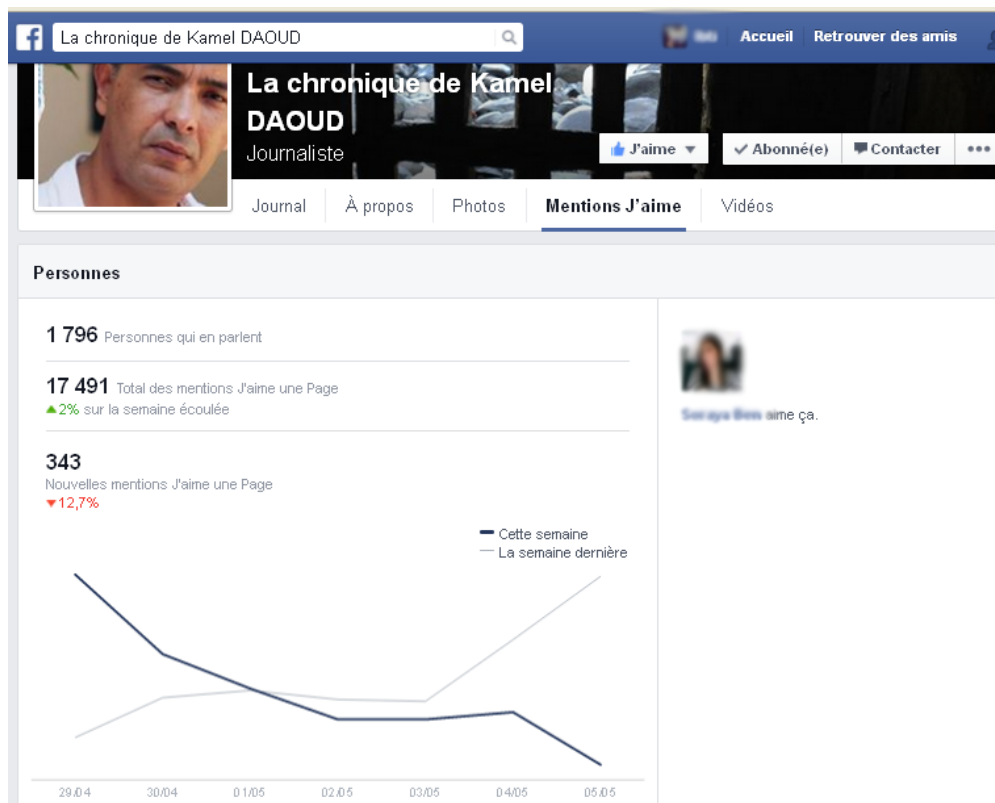 f
La chronique de Kamel DAOUD
Accueil
Retrouver des amis
La chronique de Kamel
DAOUD
Journaliste
J'aime
Abonné(e)
Contacter
Journal
À propos
Photos
Mentions J'aime
Vidéos
Personnes
1 796 Personnes qui en parlent
17 491 Total des mentions J'aime une Page
2% sur la semaine écoulée
343
Nouvelles mentions J'aime une Page
12,7%
aime ça.
Cette semaine
La semaine dernière
29/04 30/04 01/05 02/05 03/05 04/05 05/05